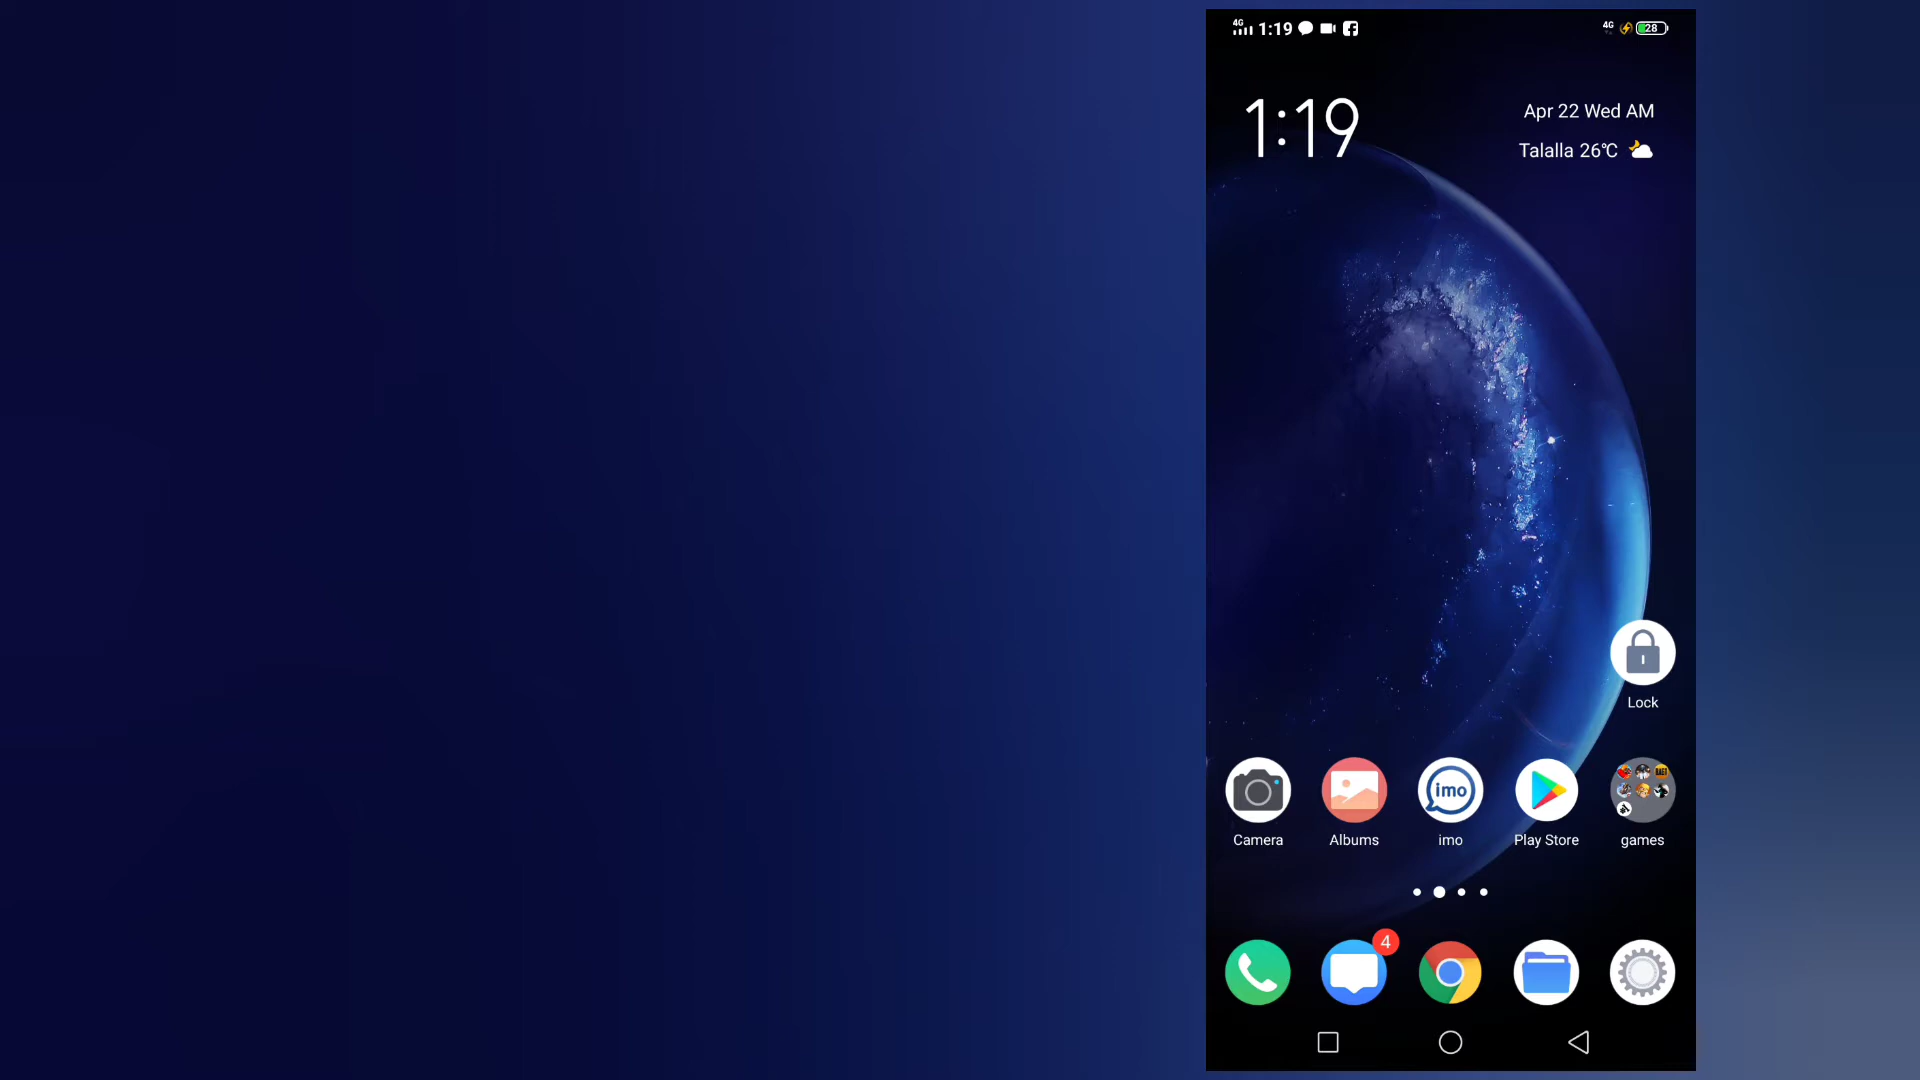 4G 1:19 4G 28
1:19
Apr 22 Wed AM
Talalla 26℃
Lock
imo
Camera Albums imo Play Store games
4